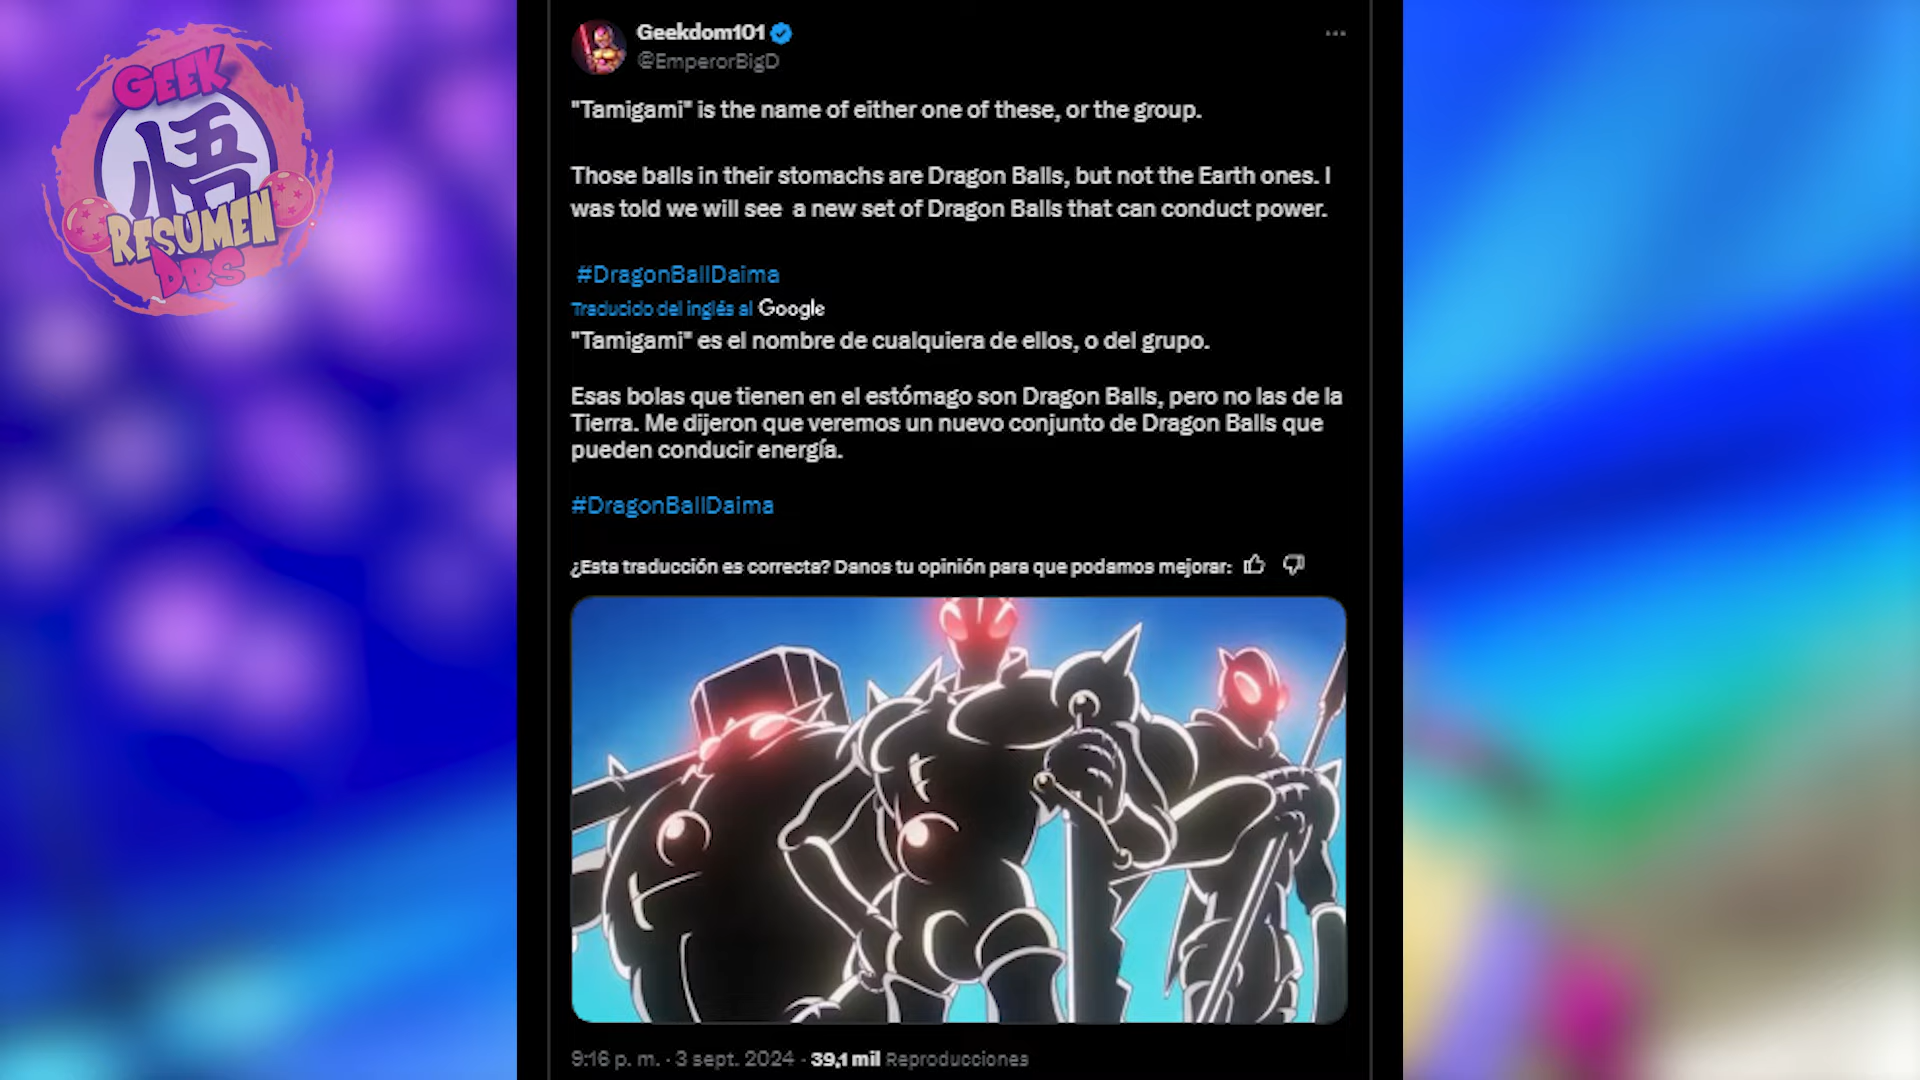 GEEK
悟
RESUMEN
DBS
Geekdom101
@EmperorBigD
"Tamigami" is the name of either one of these, or the group.
Those balls in their stomachs are Dragon Balls, but not the Earth ones. I
was told we will see a new set of Dragon Balls that can conduct power.
#DragonBallDaima
Traducido del inglés al Google
"Tamigami" es el nombre de cualquiera de ellos, o del grupo.
Esas bolas que tienen en el estómago son Dragon Balls, pero no las de la
Tierra. Me dijeron que veremos un nuevo conjunto de Dragon Balls que
pueden conducir energía.
#DragonBallDaima
¿Esta traducción es correcta? Danos tu opinión para que podamos mejorar:
9:16 p. m. · 3 sept. 2024 · 39,1 mil Reproducciones